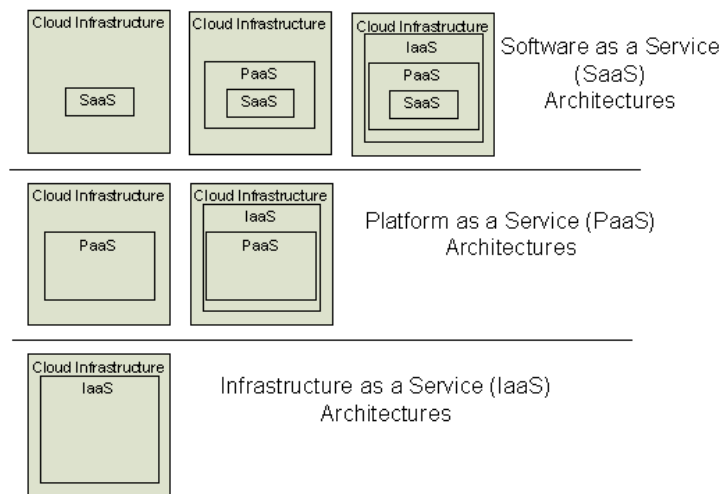 Cloud Infrastructure
SaaS
Cloud Infrastructure
PaaS
SaaS
Cloud Infrastructure
IaaS
PaaS
SaaS
Software as a Service
(SaaS)
Architectures
Cloud Infrastructure
PaaS
Cloud Infrastructure
IaaS
PaaS
Platform as a Service (PaaS)
Architectures
Cloud Infrastructure
IaaS
Infrastructure as a Service (IaaS)
Architectures